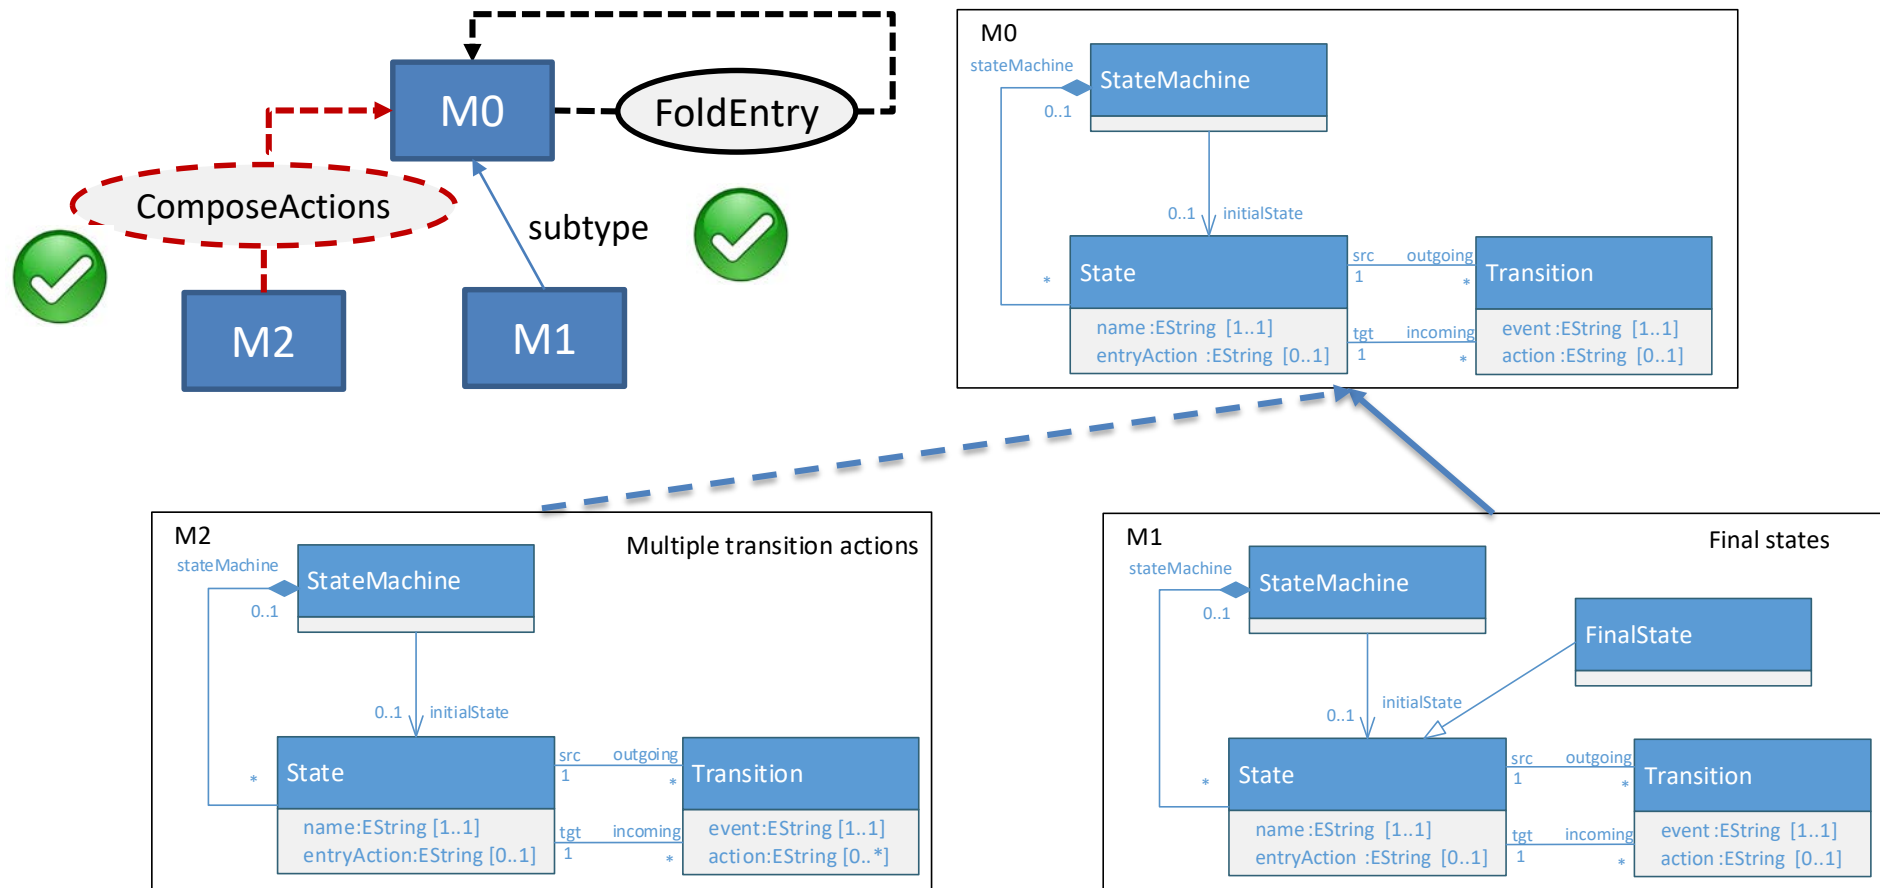 M0
FoldEntry
ComposeActions
subtype
M2
M1
M0
stateMachine
StateMachine
0..1
0..1 initialState
State
src outgoing
Transition
*
1
*
name :EString [1..1]
entryAction :EString [0..1]
tgt incoming
1
*
event :EString [1..1]
action :EString [0..1]
M2
Multiple transition actions
stateMachine
StateMachine
0..1
0..1 initialState
State
src outgoing
Transition
*
1
*
name:EString [1..1]
entryAction:EString [0..1]
tgt incoming
1
*
event:EString [1..1]
action:EString [0..*]
M1
Final states
stateMachine
StateMachine
0..1
FinalState
initialState
0..1
State
src outgoing
Transition
*
1
*
name :EString [1..1]
entryAction :EString [0..1]
tgt incoming
1
*
event :EString [1..1]
action :EString [0..1]